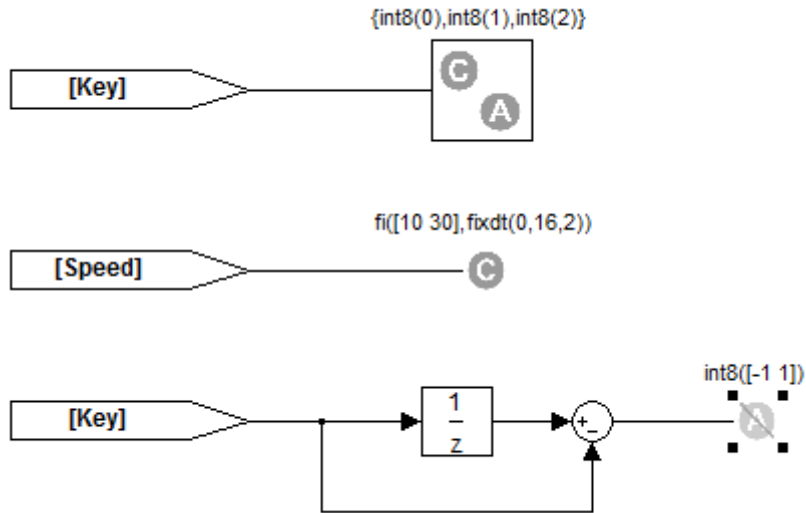 {int8(0),int8(1),int8(2)}
[Key]
C
A
fi([10 30],fixdt(0,16,2))
[Speed]
C
int8([-1 1])
[Key]
1
z
+
−
A